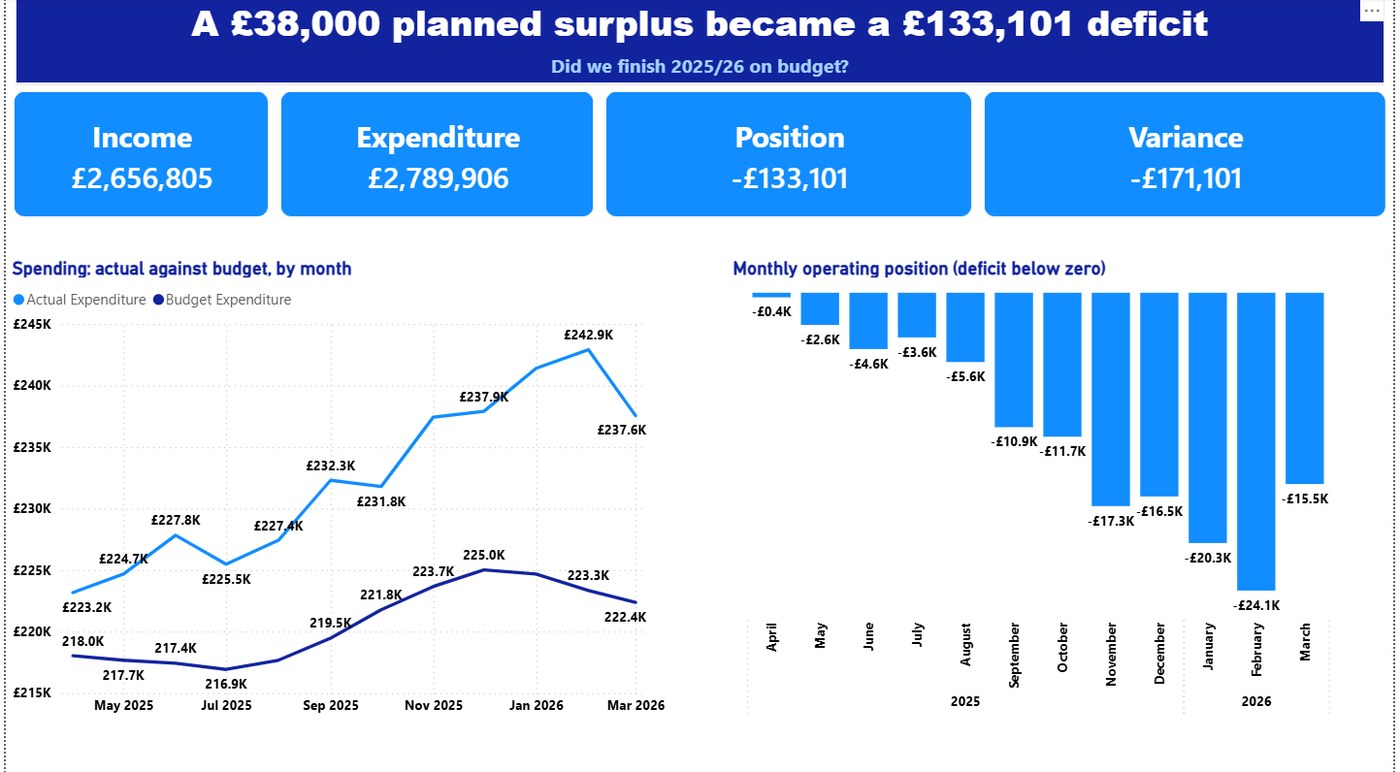 A £38,000 planned surplus became a £133,101 deficit
...
Did we finish 2025/26 on budget?
Income
£2,656,805
Expenditure
£2,789,906
Position
-£133,101
Variance
-£171,101
Spending: actual against budget, by month
Actual Expenditure Budget Expenditure
£245K
£240K
£235K
£230K
£225K
£220K
£215K
£223.2K
£224.7K
£227.8K
£225.5K
£227.4K
£232.3K
£231.8K
£237.9K
£242.9K
£237.6K
218.0K
217.7K
217.4K
216.9K
219.5K
221.8K
223.7K
225.0K
223.3K
222.4K
May 2025 Jul 2025 Sep 2025 Nov 2025 Jan 2026 Mar 2026
Monthly operating position (deficit below zero)
-£0.4K
-£2.6K
-£4.6K
-£3.6K
-£5.6K
-£10.9K
-£11.7K
-£17.3K
-£16.5K
-£20.3K
-£24.1K
-£15.5K
April
May
June
July
August
September
October
November
December
January
February
March
2025 2026